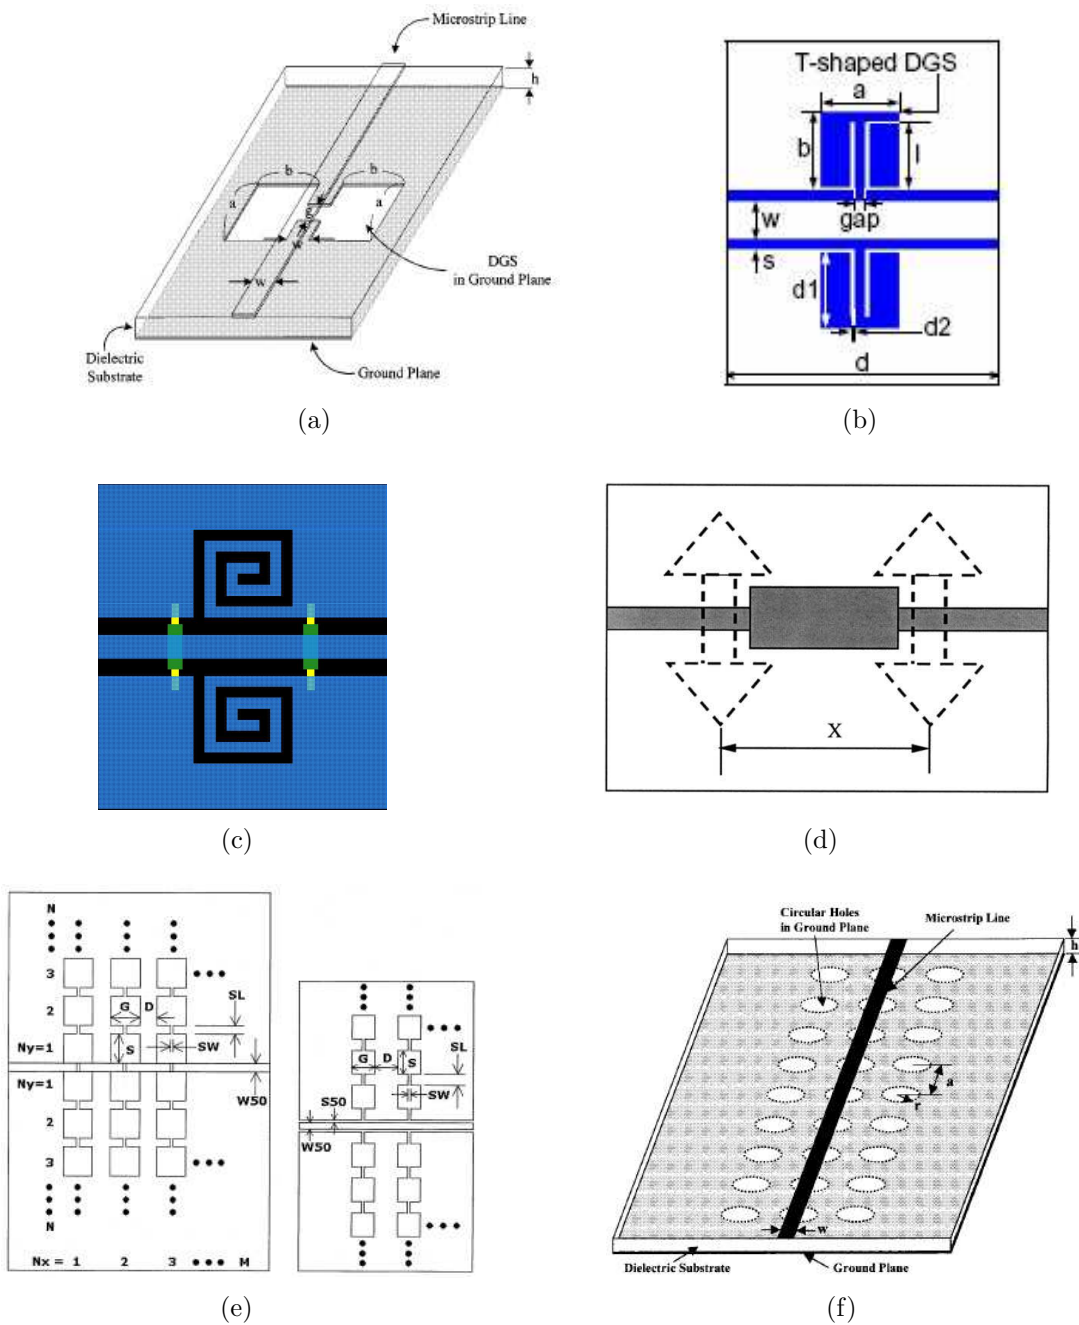 Microstrip Line
h
b b
a a
g
w
w
DGS
in Ground Plane
Dielectric
Substrate
Ground Plane
(a)
T-shaped DGS
a
b l
w gap
s
d1
d2
d
(b)
(c)
X
(d)
N
3
2
G D
SL
Ny=1
S
SW
Ny=1
W50
2
3
N
Nx = 1 2 3 M
SL
G D S
SW
S50
W50
(e)
Circular Holes
in Ground Plane
Microstrip Line
h
a
r
w
Dielectric Substrate
Ground Plane
(f)